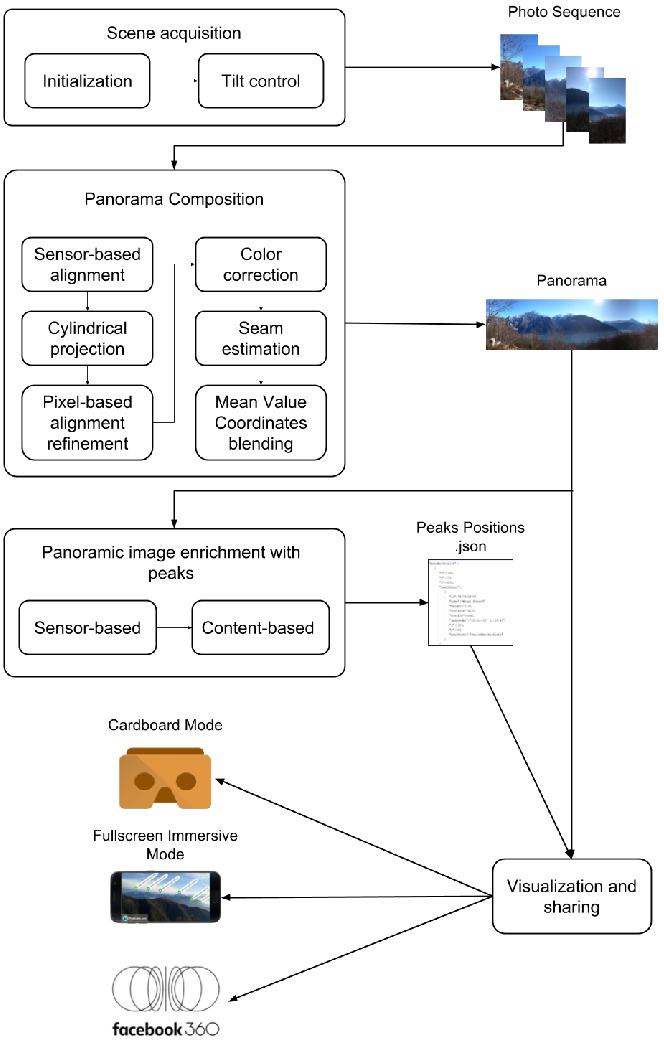 Scene acquisition
Photo Sequence
Initialization
Tilt control
Panorama Composition
Sensor-based
alignment
Cylindrical
projection
Pixel-based
alignment
refinement
Color
correction
Seam
estimation
Mean Value
Coordinates
blending
Panorama
Panoramic image enrichment with
peaks
Sensor-based
Content-based
Peaks Positions
.json
Cardboard Mode
Fullscreen Immersive
Mode
Visualization and
sharing
facebook 360